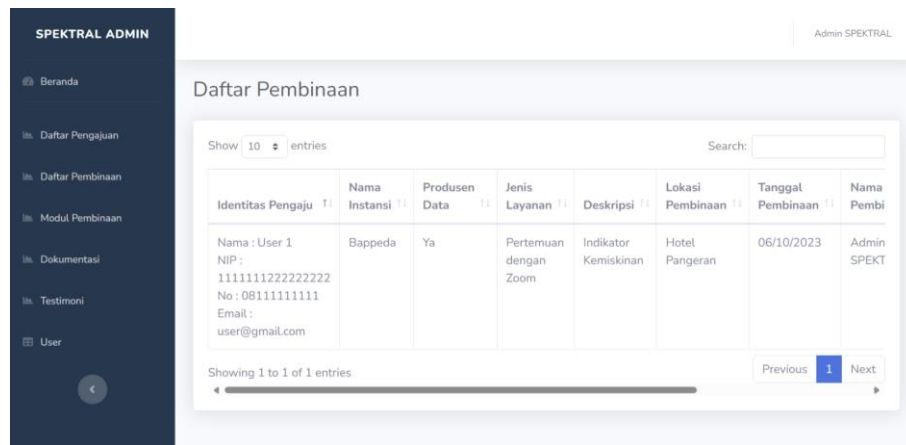 SPEKTRAL ADMIN
Admin SPEKTRAL
Beranda
Daftar Pengajuan
Daftar Pembinaan
Modul Pembinaan
Dokumentasi
Testimoni
User
Daftar Pembinaan
Show 10 entries
Search:
Identitas Pengaju
Nama Instansi
Produsen Data
Jenis Layanan
Deskripsi
Lokasi Pembinaan
Tanggal Pembinaan
Nama Pembi
Nama : User 1
NIP :
1111111222222222
No : 08111111111
Email :
user@gmail.com
Bappeda
Ya
Pertemuan
dengan
Zoom
Indikator
Kemiskinan
Hotel
Pangeran
06/10/2023
Admin
SPEKT
Showing 1 to 1 of 1 entries
Previous 1 Next